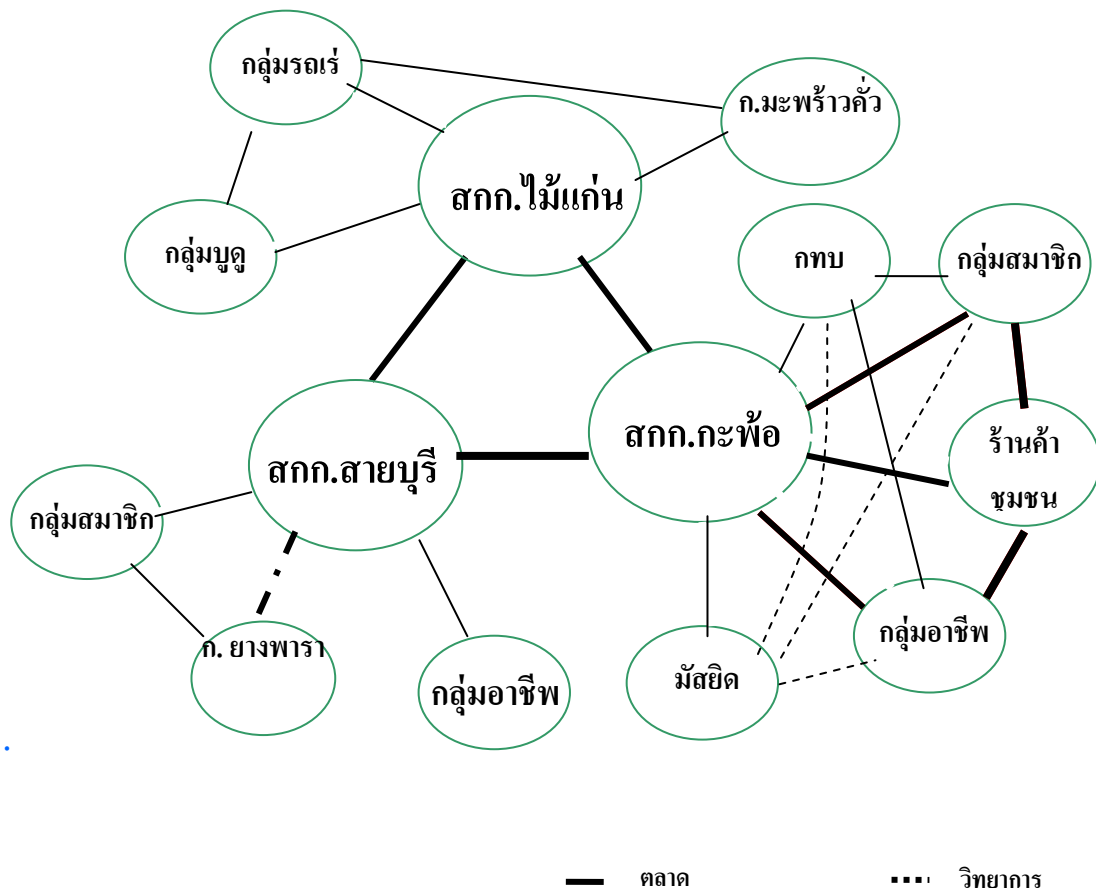 กลุ่มรถเร่
ก.มะพร้าวคั่ว
สกก.ไม้แก่น
กลุ่มบูดู
กทบ
กลุ่มสมาชิก
สกก.กะพ้อ
ร้านค้า
ชุมชน
สกก.สายบุรี
กลุ่มสมาชิก
ก. ยางพารา
กลุ่มอาชีพ
มัสยิด
กลุ่มอาชีพ
ตลาด
วิทยาการ